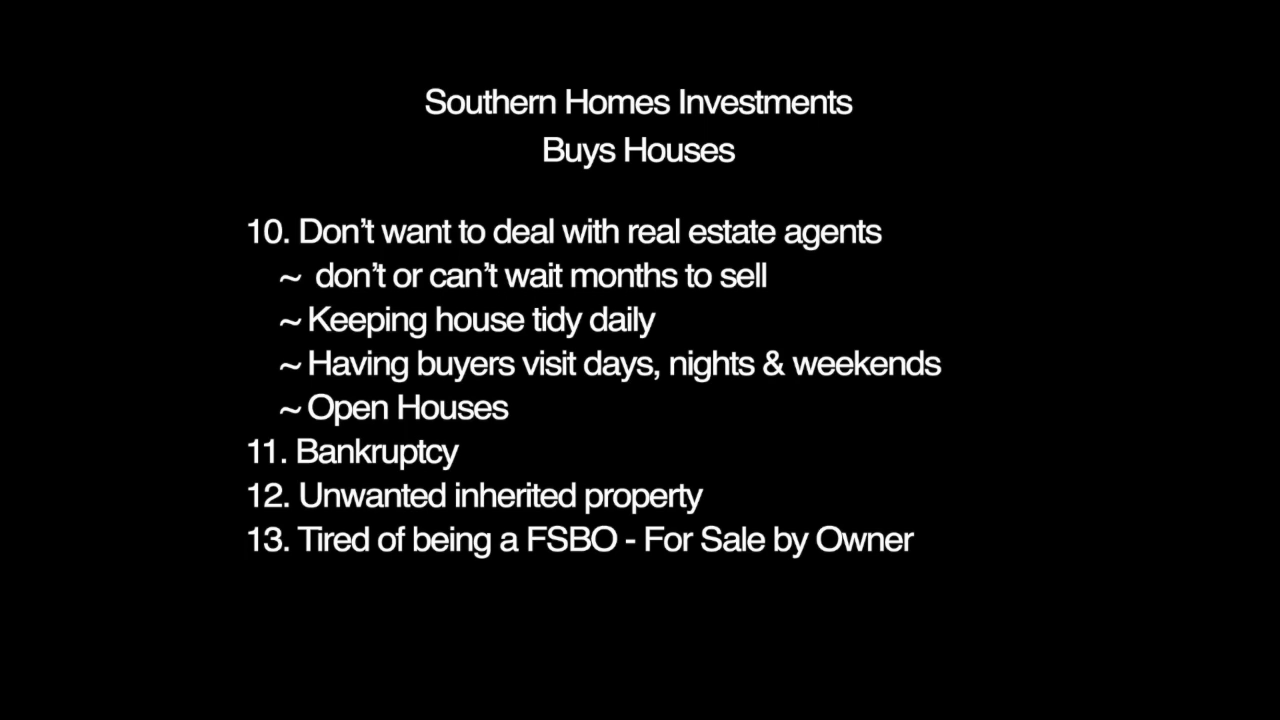 Southern Homes Investments
Buys Houses
10. Don’t want to deal with real estate agents
~ don’t or can’t wait months to sell
~ Keeping house tidy daily
~ Having buyers visit days, nights & weekends
~ Open Houses
11. Bankruptcy
12. Unwanted inherited property
13. Tired of being a FSBO - For Sale by Owner